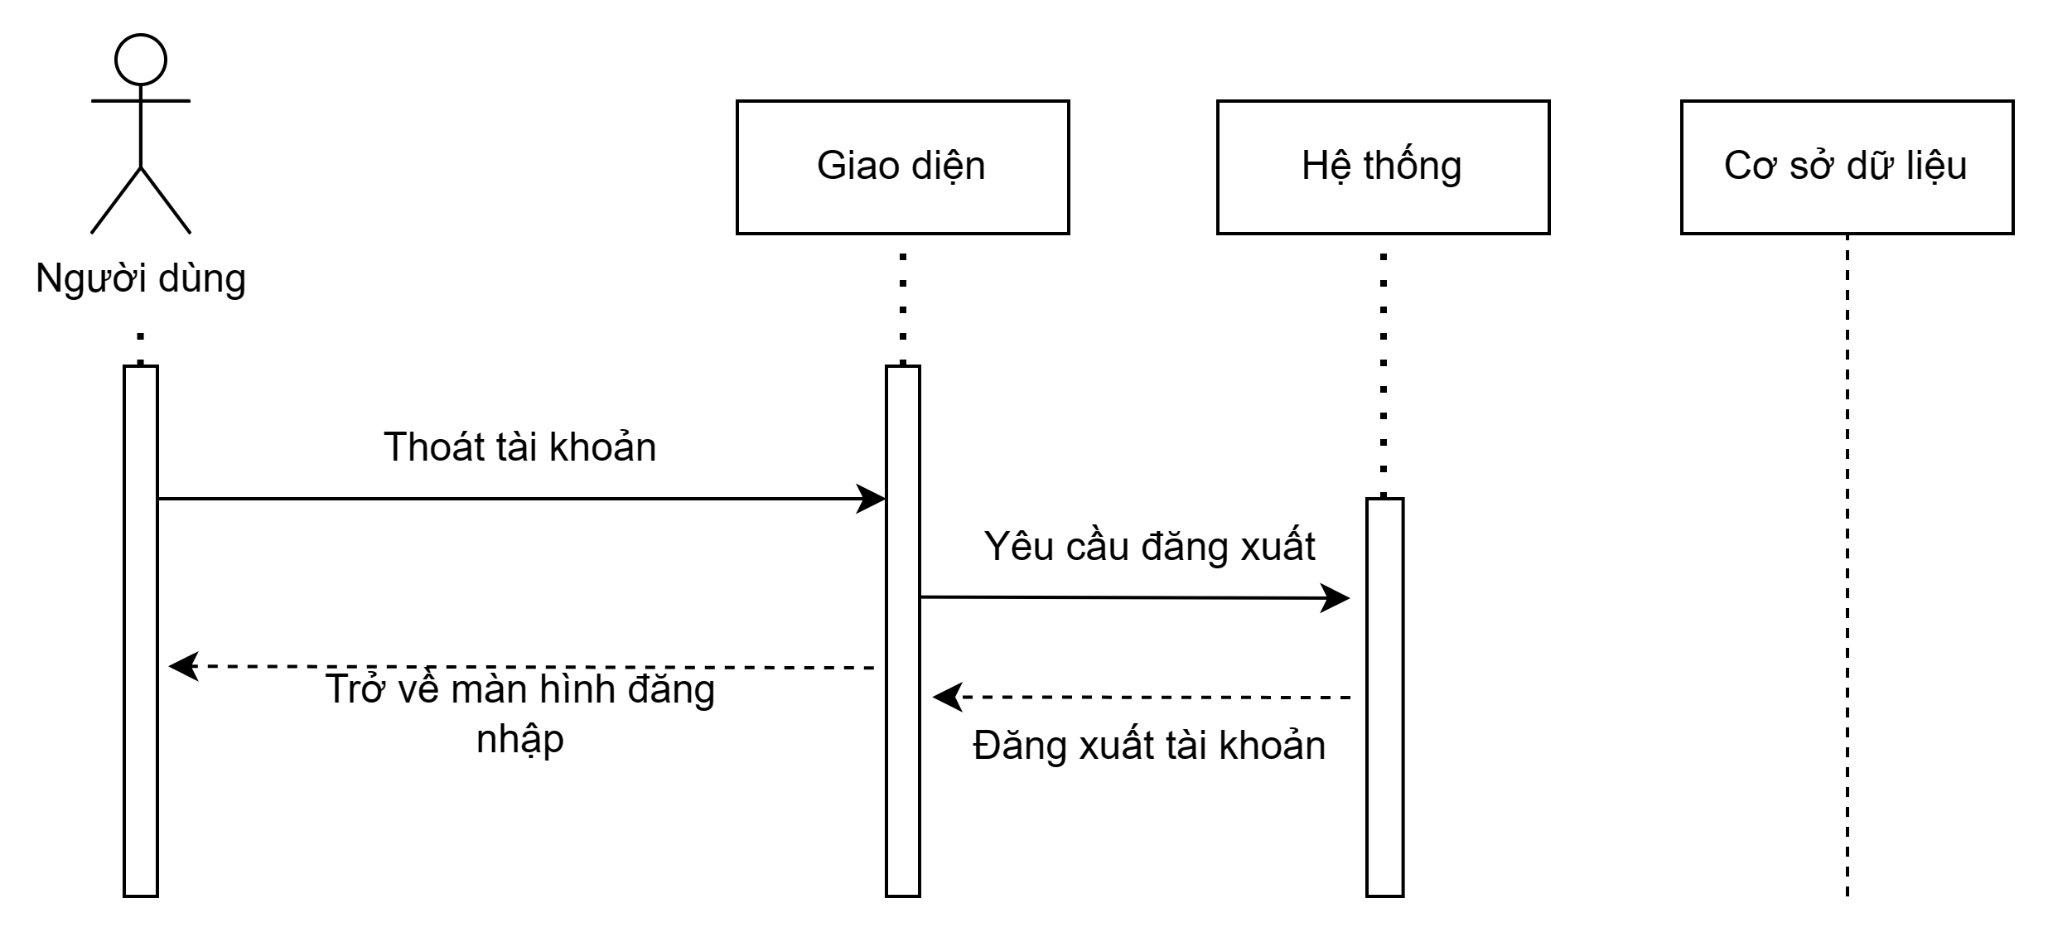 Giao diện
Hệ thống
Cơ sở dữ liệu
Người dùng
Thoát tài khoản
Yêu cầu đăng xuất
Trở về màn hình đăng
nhập
Đăng xuất tài khoản